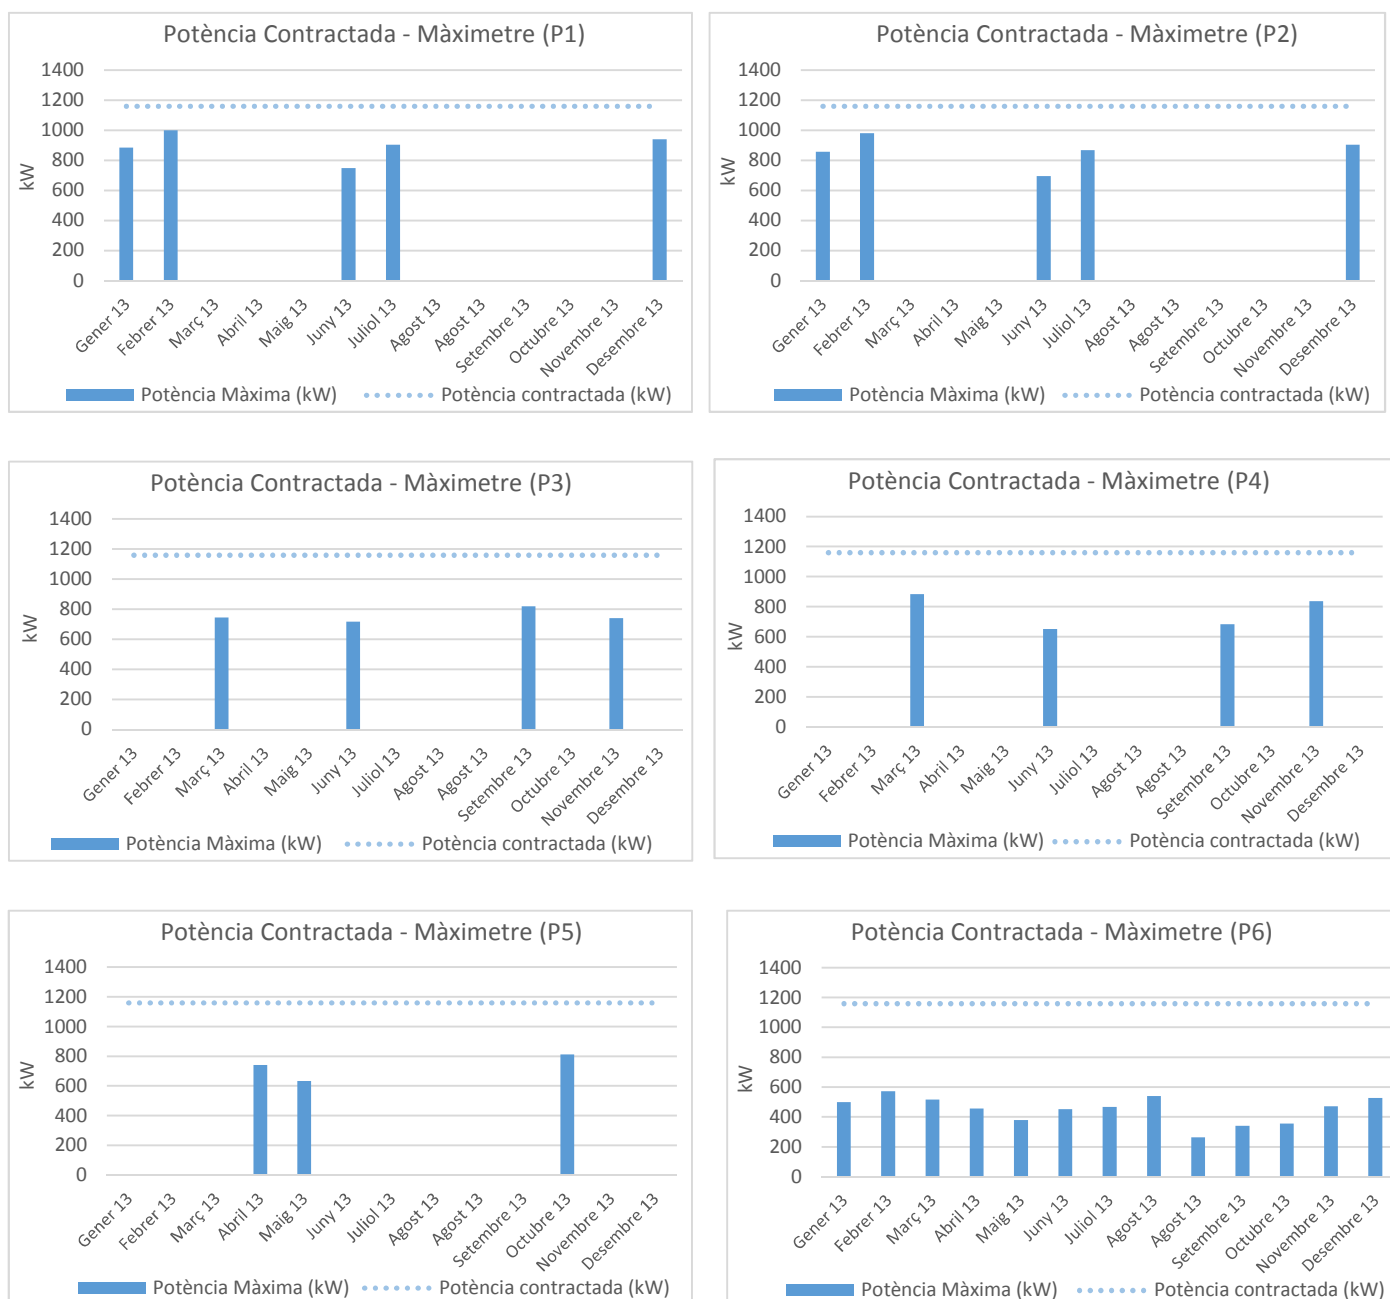 Potència Contractada - Màximetre (P1)
1400
1200
1000
800
600
400
200
0
kW
Gener 13
Febrer 13
Març 13
Abril 13
Maig 13
Juny 13
Juliol 13
Agost 13
Agost 13
Setembre 13
Octubre 13
Novembre 13
Desembre 13
Potència Màxima (kW)
Potència contractada (kW)
Potència Contractada - Màximetre (P2)
1400
1200
1000
800
600
400
200
0
kW
Gener 13
Febrer 13
Març 13
Abril 13
Maig 13
Juny 13
Juliol 13
Agost 13
Agost 13
Setembre 13
Octubre 13
Novembre 13
Desembre 13
Potència Màxima (kW)
Potència contractada (kW)
Potència Contractada - Màximetre (P3)
1400
1200
1000
800
600
400
200
0
kW
Gener 13
Febrer 13
Març 13
Abril 13
Maig 13
Juny 13
Juliol 13
Agost 13
Agost 13
Setembre 13
Octubre 13
Novembre 13
Desembre 13
Potència Màxima (kW)
Potència contractada (kW)
Potència Contractada - Màximetre (P4)
1400
1200
1000
800
600
400
200
0
kW
Gener 13
Febrer 13
Març 13
Abril 13
Maig 13
Juny 13
Juliol 13
Agost 13
Agost 13
Setembre 13
Octubre 13
Novembre 13
Desembre 13
Potència Màxima (kW)
Potència contractada (kW)
Potència Contractada - Màximetre (P5)
1400
1200
1000
800
600
400
200
0
kW
Gener 13
Febrer 13
Març 13
Abril 13
Maig 13
Juny 13
Juliol 13
Agost 13
Agost 13
Setembre 13
Octubre 13
Novembre 13
Desembre 13
Potència Màxima (kW)
Potència contractada (kW)
Potència Contractada - Màximetre (P6)
1400
1200
1000
800
600
400
200
0
kW
Gener 13
Febrer 13
Març 13
Abril 13
Maig 13
Juny 13
Juliol 13
Agost 13
Agost 13
Setembre 13
Octubre 13
Novembre 13
Desembre 13
Potència Màxima (kW)
Potència contractada (kW)